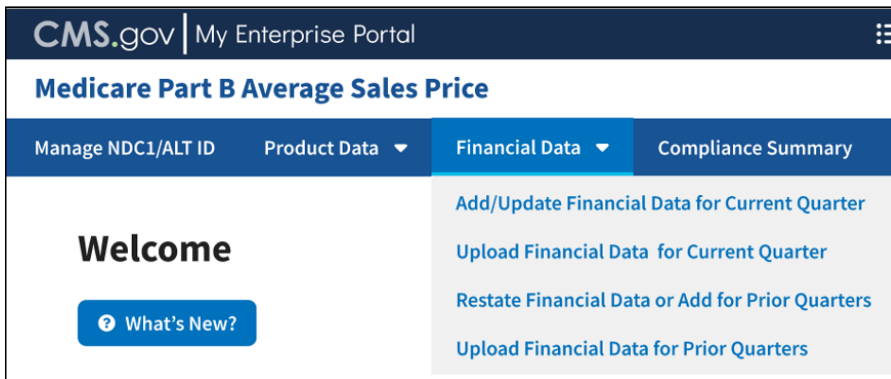 CMS.gov My Enterprise Portal
Medicare Part B Average Sales Price
Manage NDC1/ALT ID Product Data Financial Data Compliance Summary
Add/Update Financial Data for Current Quarter
Welcome
Upload Financial Data for Current Quarter
Restate Financial Data or Add for Prior Quarters
What's New?
Upload Financial Data for Prior Quarters